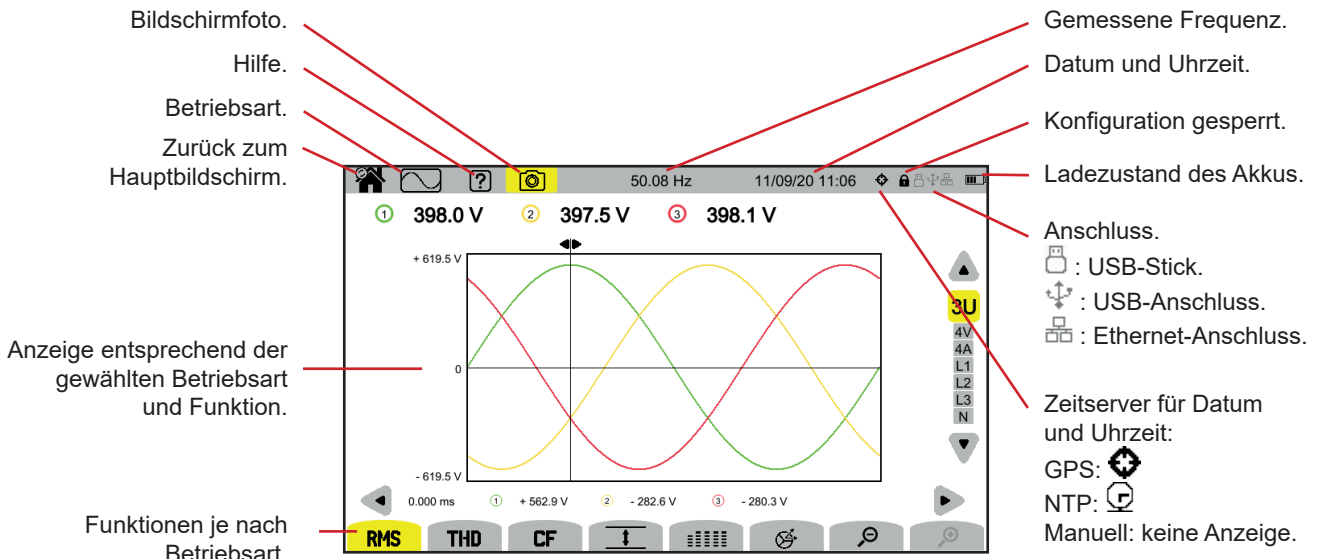 Bildschirmfoto.
Hilfe.
Betriebsart.
Zurück zum
Hauptbildschirm.
Gemessene Frequenz.
Datum und Uhrzeit.
Konfiguration gesperrt.
Ladezustand des Akkus.
Anschluss.
: USB-Stick.
: USB-Anschluss.
: Ethernet-Anschluss.
Zeitserver für Datum
und Uhrzeit:
GPS:
NTP:
Manuell: keine Anzeige.
Anzeige entsprechend der
gewählten Betriebsart
und Funktion.
Funktionen je nach
Betriebsart.
? 50.08 Hz 11/09/20 11:06
1 398.0 V 2 397.5 V 3 398.1 V
+ 619.5 V
0
- 619.5 V
3U
4V
4A
L1
L2
L3
N
0.000 ms 1 + 562.9 V 2 - 282.6 V 3 - 280.3 V
RMS THD CF